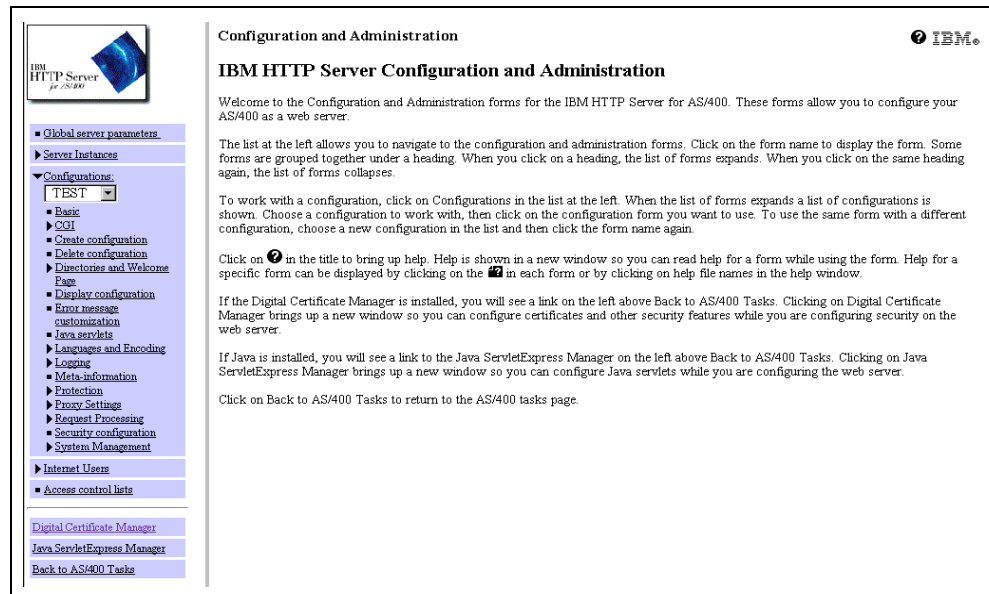 IBM
HTTP Server
for AS/400
Global server parameters
Server Instances
Configurations:
TEST
Basic
CGI
Create configuration
Delete configuration
Directories and Welcome
Page
Display configuration
Error message
customization
Java servlets
Languages and Encoding
Logging
Meta-information
Protection
Proxy Settings
Request Processing
Security configuration
System Management
Internet Users
Access control lists
Digital Certificate Manager
Java ServletExpress Manager
Back to AS/400 Tasks
Configuration and Administration
? IBM®
IBM HTTP Server Configuration and Administration
Welcome to the Configuration and Administration forms for the IBM HTTP Server for AS/400. These forms allow you to configure your
AS/400 as a web server.
The list at the left allows you to navigate to the configuration and administration forms. Click on the form name to display the form. Some
forms are grouped together under a heading. When you click on a heading, the list of forms expands. When you click on the same heading
again, the list of forms collapses.
To work with a configuration, click on Configurations in the list at the left. When the list of forms expands a list of configurations is
shown. Choose a configuration to work with, then click on the configuration form you want to use. To use the same form with a different
configuration, choose a new configuration in the list and then click the form name again.
Click on ? in the title to bring up help. Help is shown in a new window so you can read help for a form while using the form. Help for a
specific form can be displayed by clicking on the ? in each form or by clicking on help file names in the help window.
If the Digital Certificate Manager is installed, you will see a link on the left above Back to AS/400 Tasks. Clicking on Digital Certificate
Manager brings up a new window so you can configure certificates and other security features while you are configuring security on the
web server.
If Java is installed, you will see a link to the Java ServletExpress Manager on the left above Back to AS/400 Tasks. Clicking on Java
ServletExpress Manager brings up a new window so you can configure Java servlets while you are configuring the web server.
Click on Back to AS/400 Tasks to return to the AS/400 tasks page.